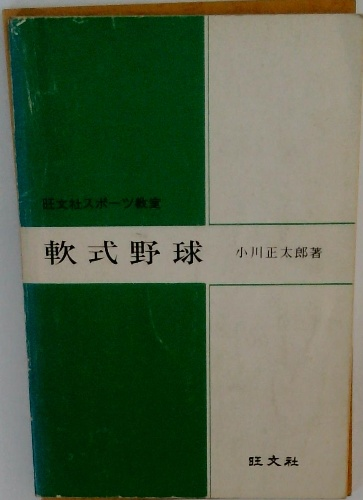 旺文社スポーツ教室
軟式野球
小川正太郎著
旺文社